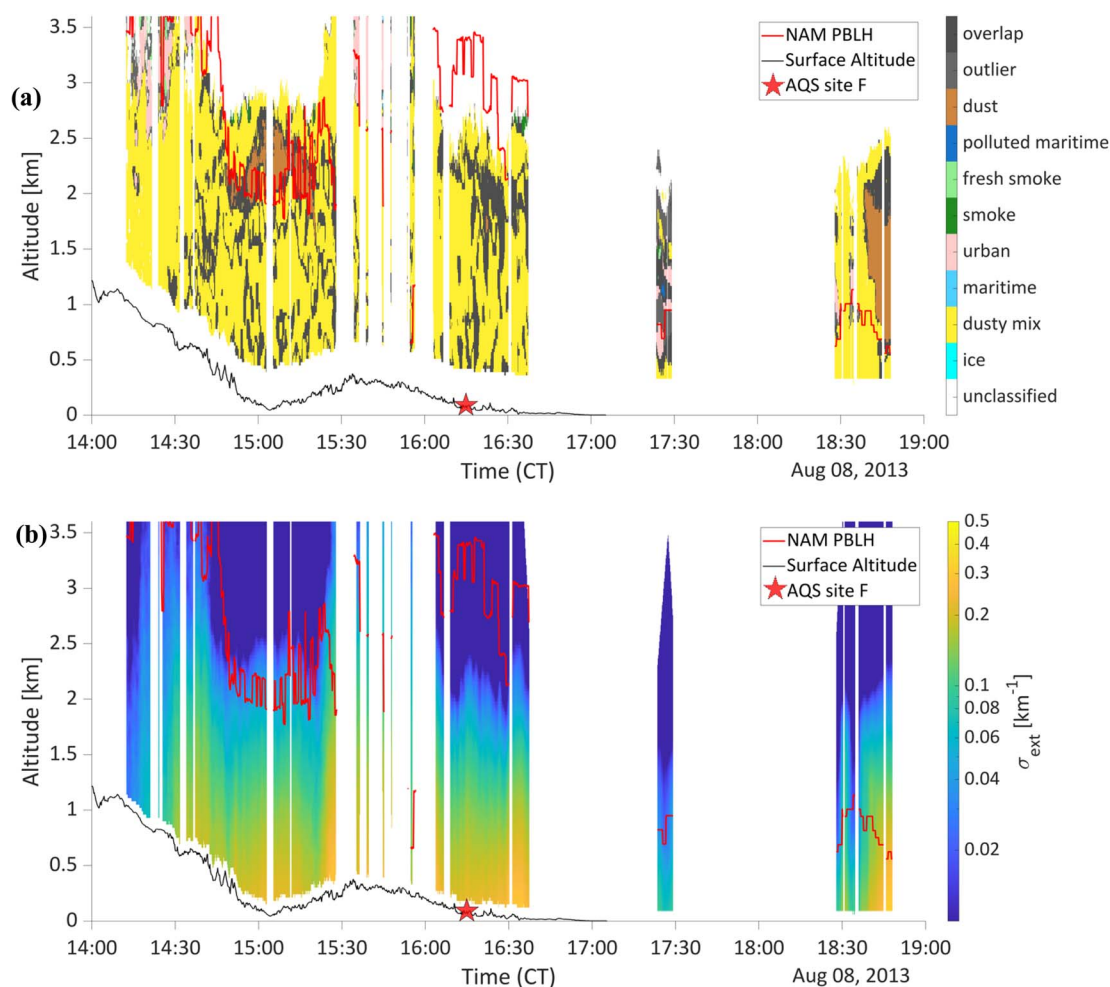 (a)
Altitude [km]
3.5
3
2.5
2
1.5
1
0.5
0
14:00 14:30 15:00 15:30 16:00 16:30 17:00 17:30 18:00 18:30 19:00
Time (CT)
Aug 08, 2013
NAM PBLH
Surface Altitude
AQS site F
overlap
outlier
dust
polluted maritime
fresh smoke
smoke
urban
maritime
dusty mix
ice
unclassified
(b)
Altitude [km]
3.5
3
2.5
2
1.5
1
0.5
0
14:00 14:30 15:00 15:30 16:00 16:30 17:00 17:30 18:00 18:30 19:00
Time (CT)
Aug 08, 2013
NAM PBLH
Surface Altitude
AQS site F
0.5
0.4
0.3
0.2
0.1
0.08
0.06
0.04
0.02
σext [km-1]